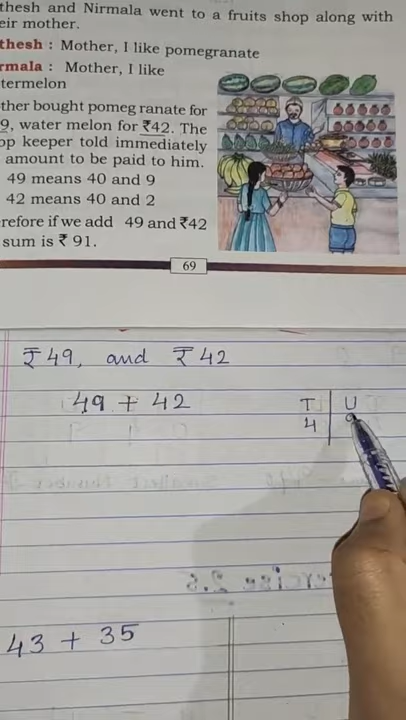 thesh and Nirmala went to a fruits shop along with
eir mother.
thesh : Mother, I like pomegranate
rmala : Mother, I like
termelon
ther bought pomeg ranate for
9, water melon for ₹42. The
op keeper told immediately
amount to be paid to him.
49 means 40 and 9
42 means 40 and 2
refore if we add 49 and ₹42
sum is ₹ 91.
69
₹49, and ₹42
49 + 42
T U
4 9
43 + 35